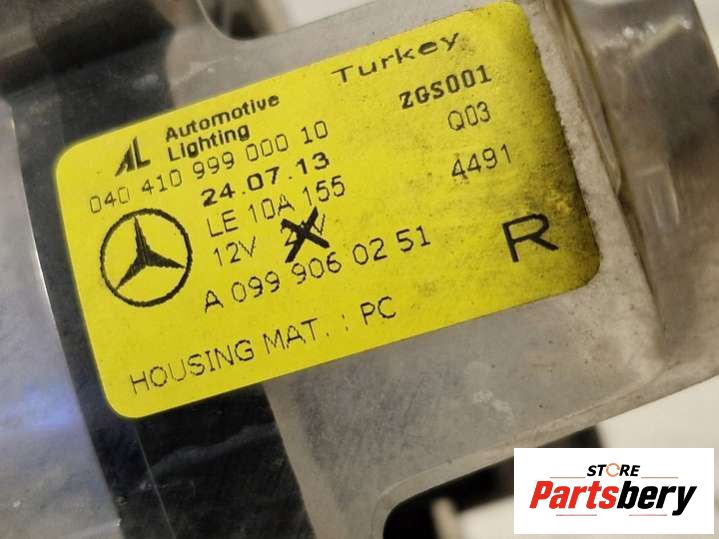 AL Automotive Lighting Turkey
040 410 999 000 10 ZGS001
24.07.13 Q03
LE 10A 155 4491
12V
A 099 906 02 51 R
HOUSING MAT. : PC
STORE
Partsbery